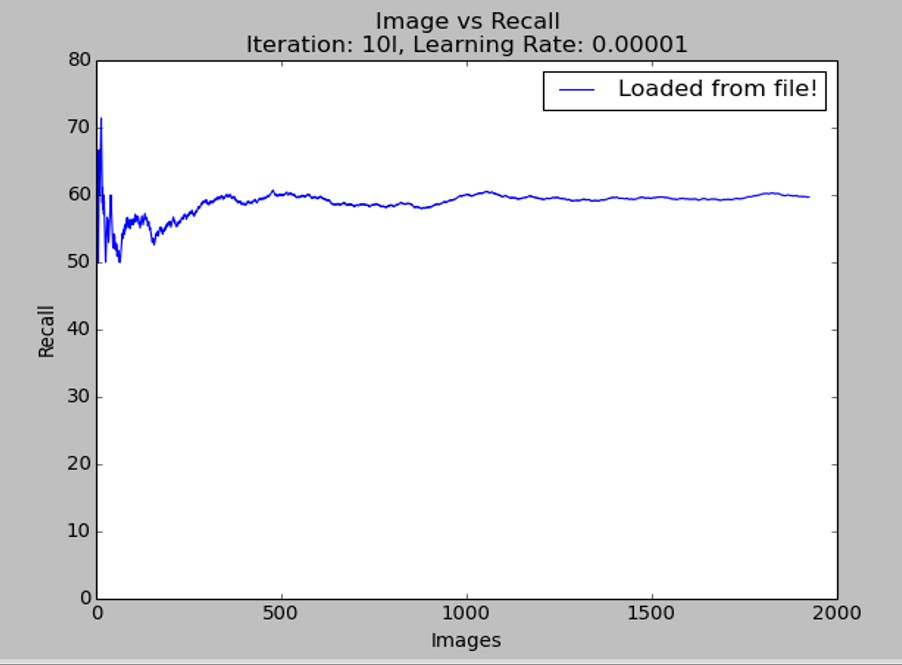 Image vs Recall
Iteration: 10l, Learning Rate: 0.00001
Loaded from file!
80
70
60
50
40
30
20
10
0
Recall
0 500 1000 1500 2000
Images